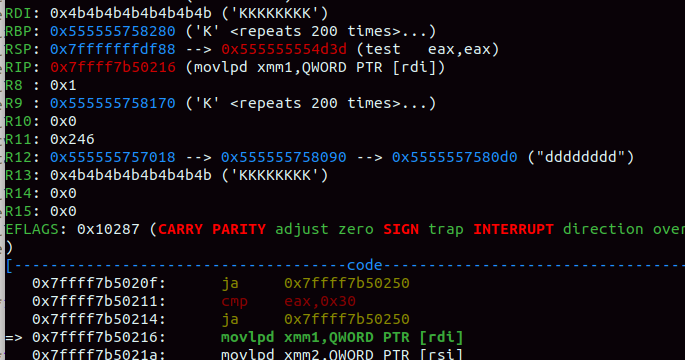 RDI: 0x4b4b4b4b4b4b4b4b ('KKKKKKKK')
RBP: 0x555555758280 ('K' <repeats 200 times>...)
RSP: 0x7fffffffdf88 --> 0x555555554d3d (test   eax,eax)
RIP: 0x7ffff7b50216 (movlpd xmm1,QWORD PTR [rdi])
R8 : 0x1
R9 : 0x555555758170 ('K' <repeats 200 times>...)
R10: 0x0
R11: 0x246
R12: 0x555555757018 --> 0x555555758090 --> 0x5555557580d0 ("dddddddd")
R13: 0x4b4b4b4b4b4b4b4b ('KKKKKKKK')
R14: 0x0
R15: 0x0
EFLAGS: 0x10287 (CARRY PARITY adjust zero SIGN trap INTERRUPT direction over
)
[-------------------------------------code-------------------------------------
   0x7ffff7b5020f:	ja     0x7ffff7b50250
   0x7ffff7b50211:	cmp    eax,0x30
   0x7ffff7b50214:	ja     0x7ffff7b50250
=> 0x7ffff7b50216:	movlpd xmm1,QWORD PTR [rdi]
   0x7ffff7b5021a:	movlpd xmm2,QWORD PTR [rsi]